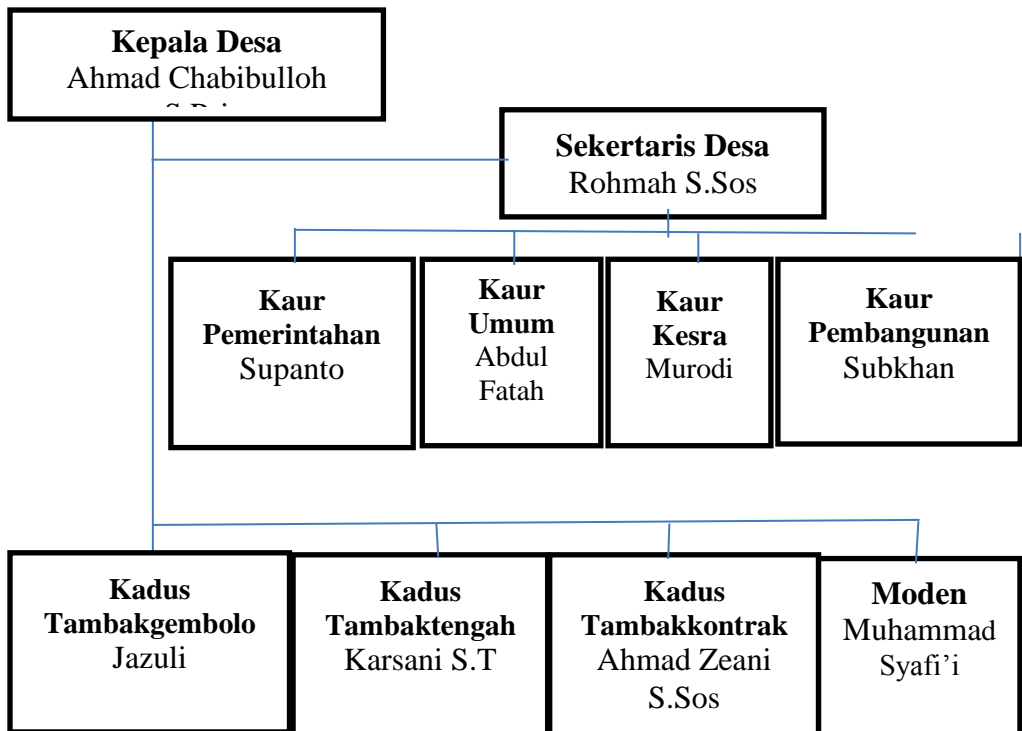 Kepala Desa
Ahmad Chabibulloh
Sekertaris Desa
Rohmah S.Sos
Kaur
Pemerintahan
Supanto
Kaur
Umum
Abdul
Fatah
Kaur
Kesra
Murodi
Kaur
Pembangunan
Subkhan
Kadus
Tambakgembolo
Jazuli
Kadus
Tambaktengah
Karsani S.T
Kadus
Tambakkontrak
Ahmad Zeani
S.Sos
Moden
Muhammad
Syafi’i